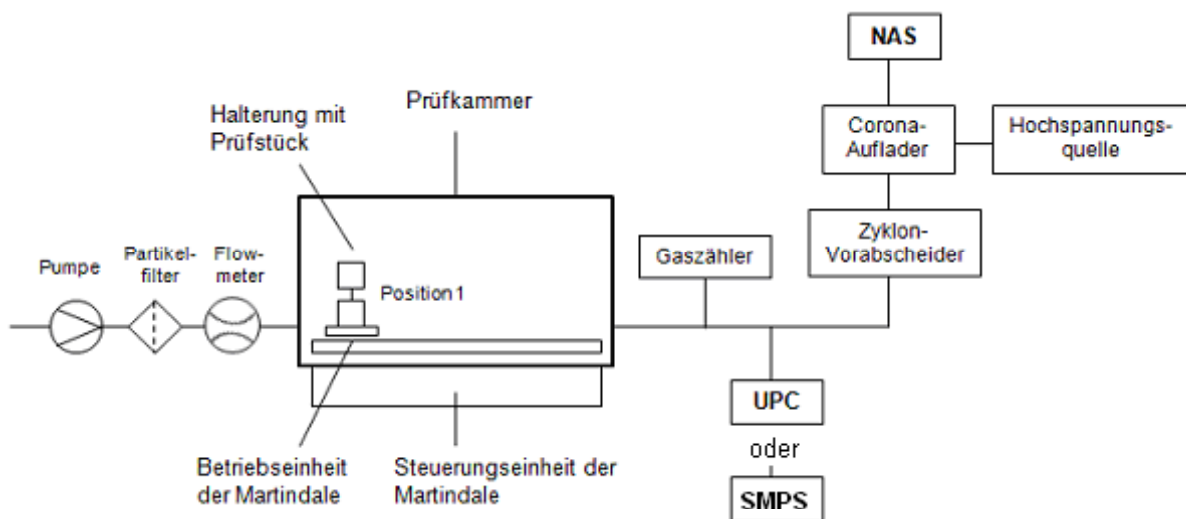 NAS
Prüfkammer
Halterung mit
Prüfstück
Corona-
Auflader
Hochspannungs-
quelle
Zyklon-
Vorabscheider
Gaszähler
Pumpe
Partikel-
filter
Flow-
meter
Position 1
UPC
oder
SMPS
Betriebseinheit
der Martindale
Steuerungseinheit der
Martindale